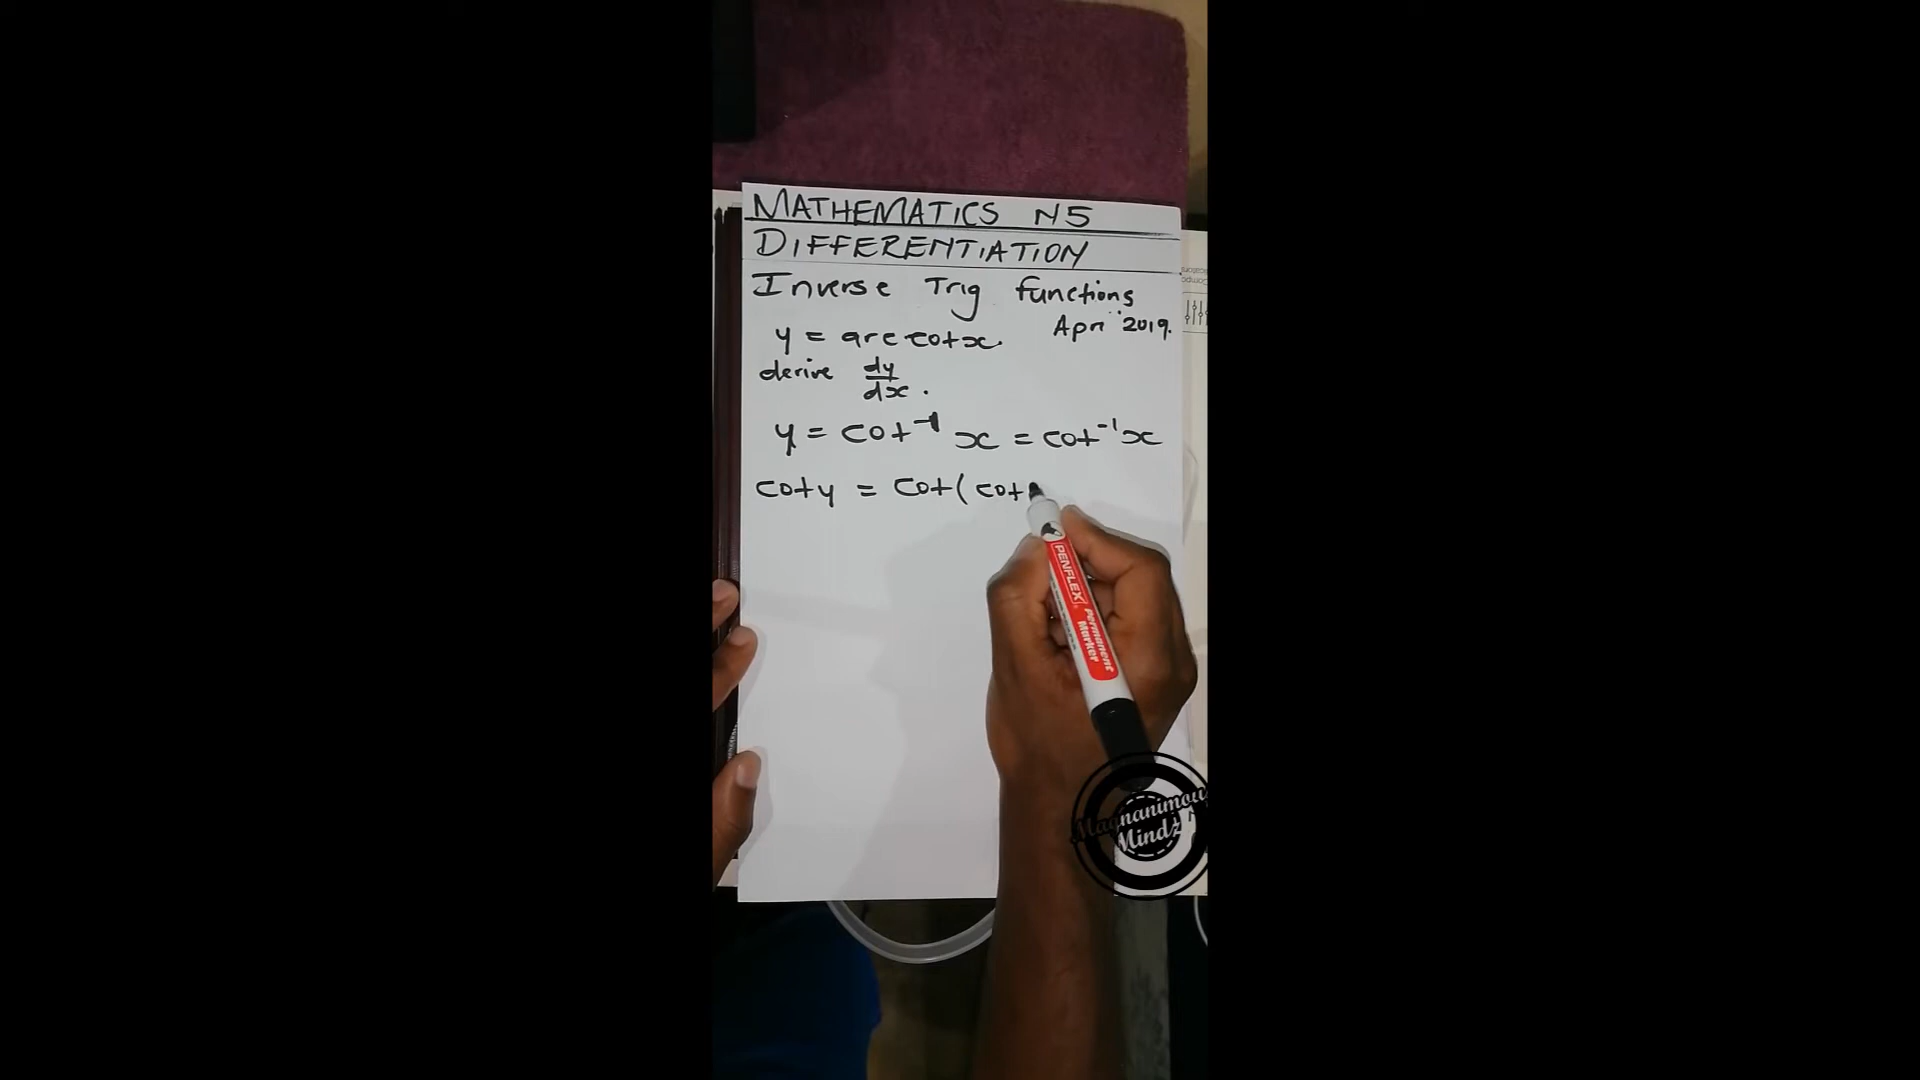 MATHEMATICS N5
DIFFERENTIATION
Inverse Trig functions
y = arc cot x. Apr 2019.
derive dy/dx.
y = cot⁻¹ x = cot⁻¹x
cot y = cot( cot
PENFLEX
Permanent
Marker
Magnanimous
Mindz